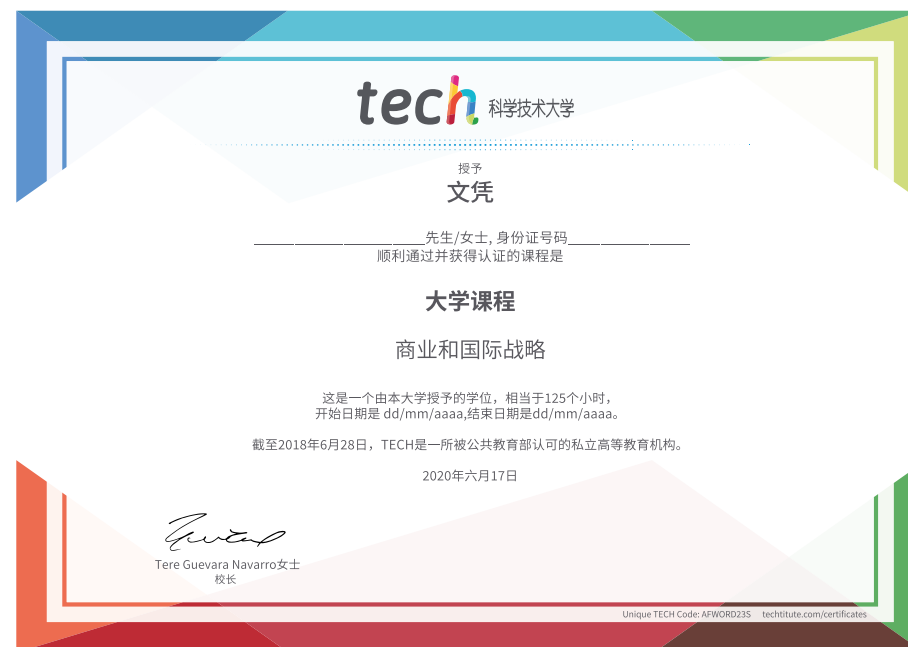 tech 科学技术大学
授予
文凭
____________________先生/女士, 身份证号码______________
顺利通过并获得认证的课程是
大学课程
商业和国际战略
这是一个由本大学授予的学位，相当于125个小时，
开始日期是 dd/mm/aaaa,结束日期是dd/mm/aaaa。
截至2018年6月28日，TECH是一所被公共教育部认可的私立高等教育机构。
2020年六月17日
Tere Guevara Navarro女士
校长
Unique TECH Code: AFWORD23S techtitute.com/certificates